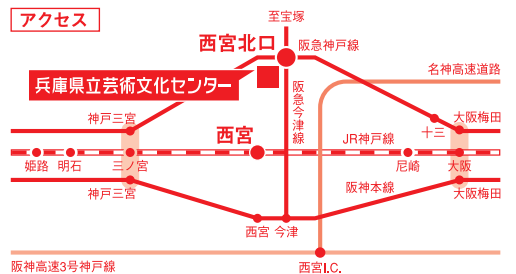 アクセス
至宝塚
西宮北口
阪急神戸線
名神高速道路
兵庫県立芸術文化センター
阪急今津線
神戸三宮
西宮
JR神戸線
十三
大阪梅田
姫路
明石
三ノ宮
尼崎
大阪
神戸三宮
阪神本線
大阪梅田
西宮
今津
阪神高速3号神戸線
西宮I.C.